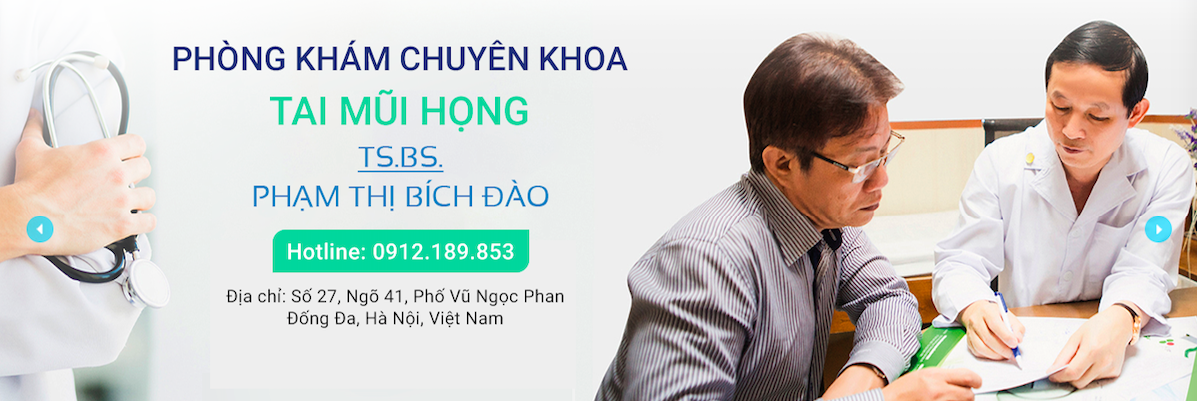 PHÒNG KHÁM CHUYÊN KHOA
TAI MŨI HỌNG
TS.BS.
PHẠM THỊ BÍCH ĐÀO
Hotline: 0912.189.853
Địa chỉ: Số 27, Ngõ 41, Phố Vũ Ngọc Phan
Đống Đa, Hà Nội, Việt Nam